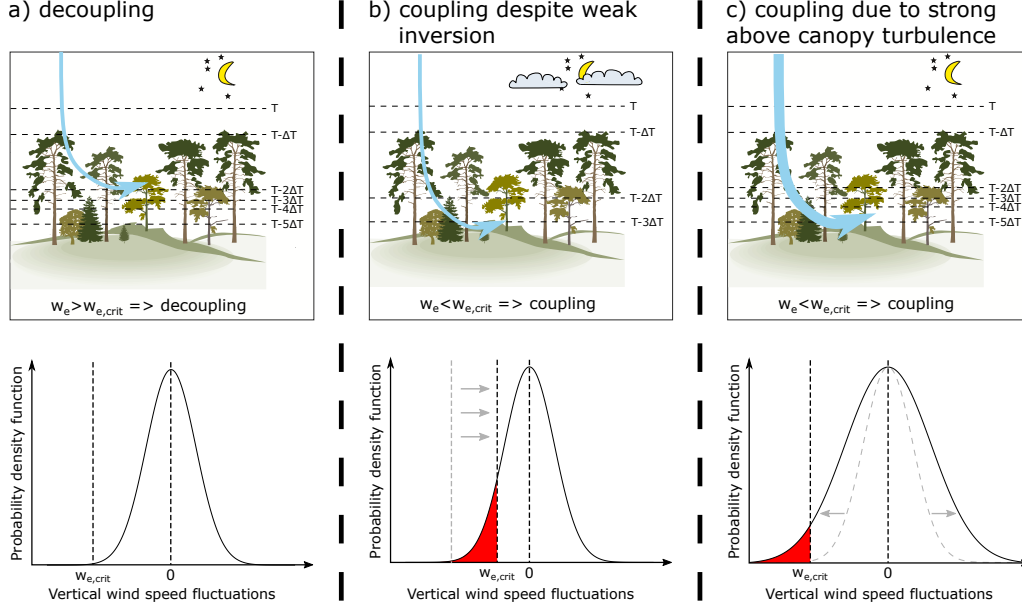 a) decoupling
T
T-ΔT
T-2ΔT
T-3ΔT
T-4ΔT
T-5ΔT
we>we,crit => decoupling
Probability density function
we,crit
0
Vertical wind speed fluctuations
b) coupling despite weak
inversion
T
T-ΔT
T-2ΔT
T-3ΔT
we<we,crit => coupling
Probability density function
we,crit
0
Vertical wind speed fluctuations
c) coupling due to strong
above canopy turbulence
T
T-ΔT
T-2ΔT
T-3ΔT
T-4ΔT
T-5ΔT
we<we,crit => coupling
Probability density function
we,crit
0
Vertical wind speed fluctuations